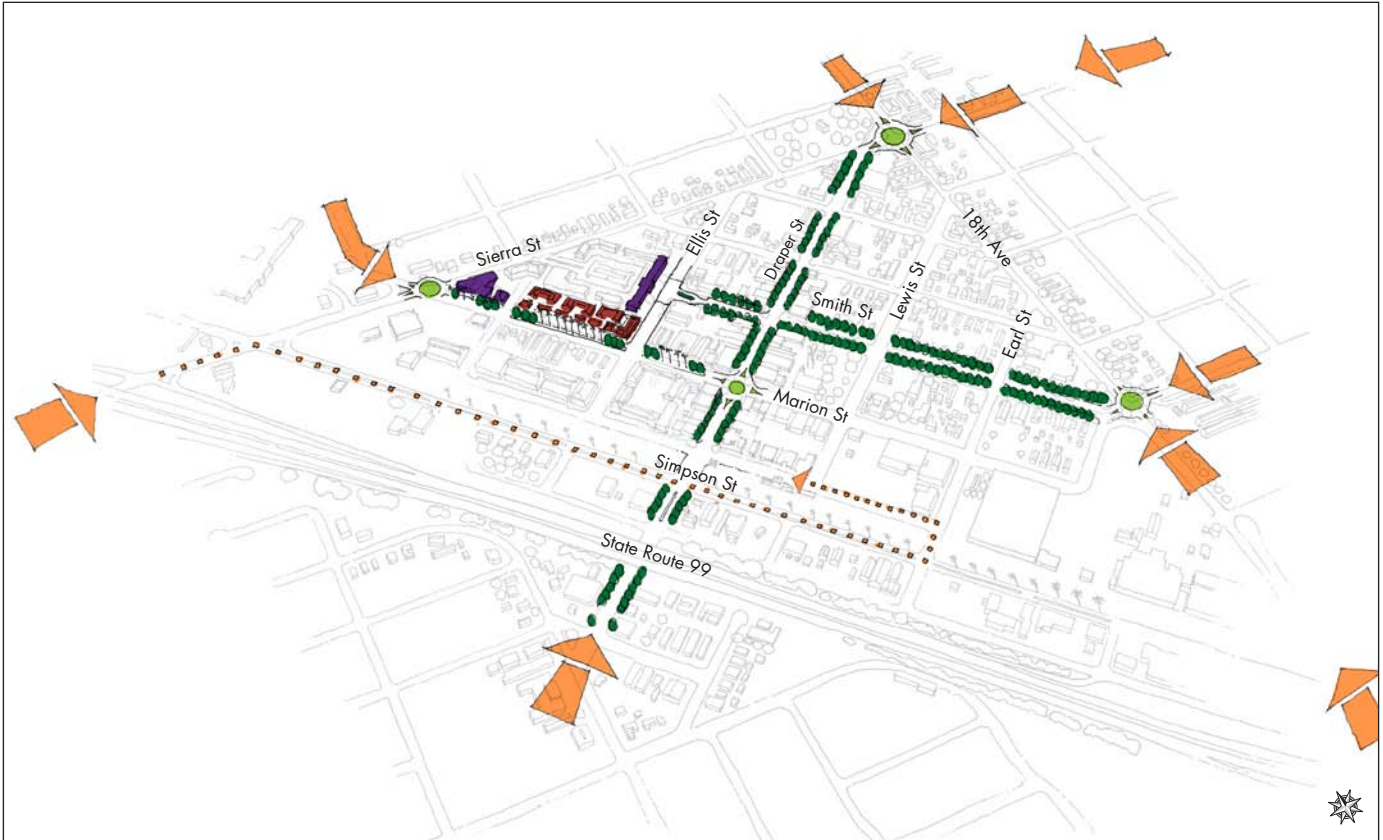 Sierra St
Ellis St
Draper St
18th Ave
Smith St
Lewis St
Earl St
Marion St
Simpson St
State Route 99